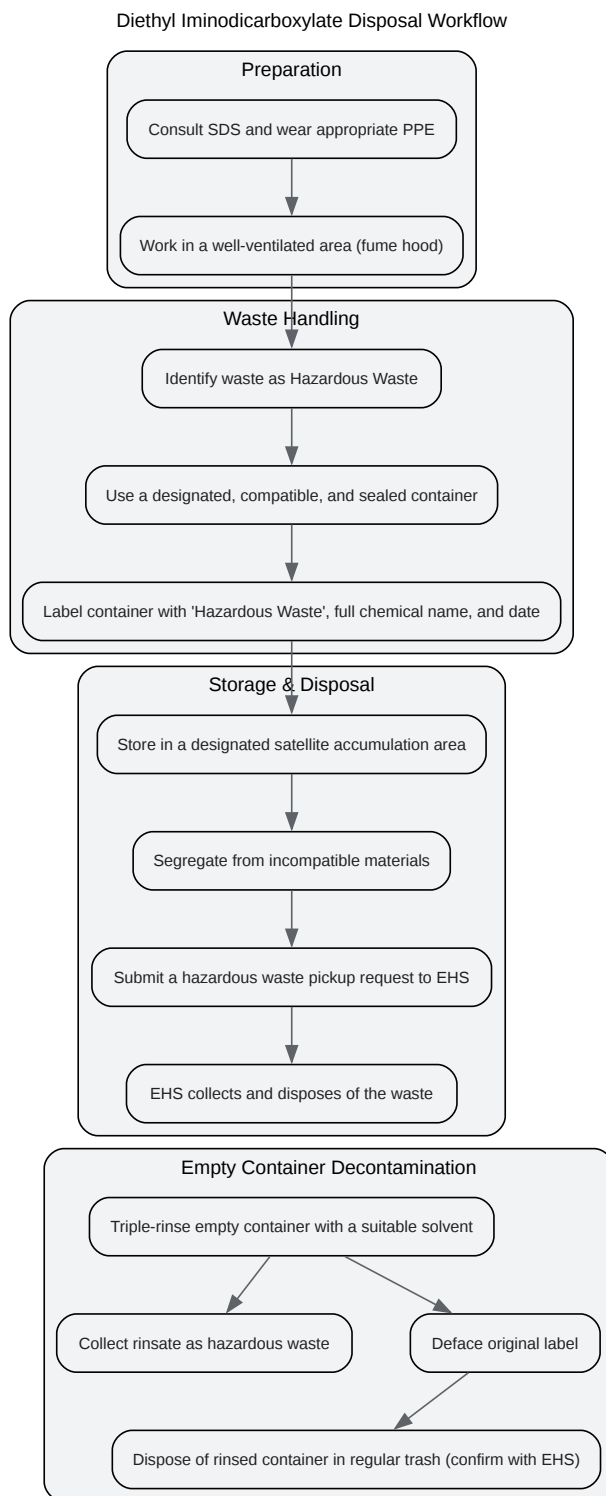 Diethyl Iminodicarboxylate Disposal Workflow
Preparation
Consult SDS and wear appropriate PPE
Work in a well-ventilated area (fume hood)
Waste Handling
Identify waste as Hazardous Waste
Use a designated, compatible, and sealed container
Label container with 'Hazardous Waste', full chemical name, and date
Storage & Disposal
Store in a designated satellite accumulation area
Segregate from incompatible materials
Submit a hazardous waste pickup request to EHS
EHS collects and disposes of the waste
Empty Container Decontamination
Triple-rinse empty container with a suitable solvent
Collect rinsate as hazardous waste
Deface original label
Dispose of rinsed container in regular trash (confirm with EHS)